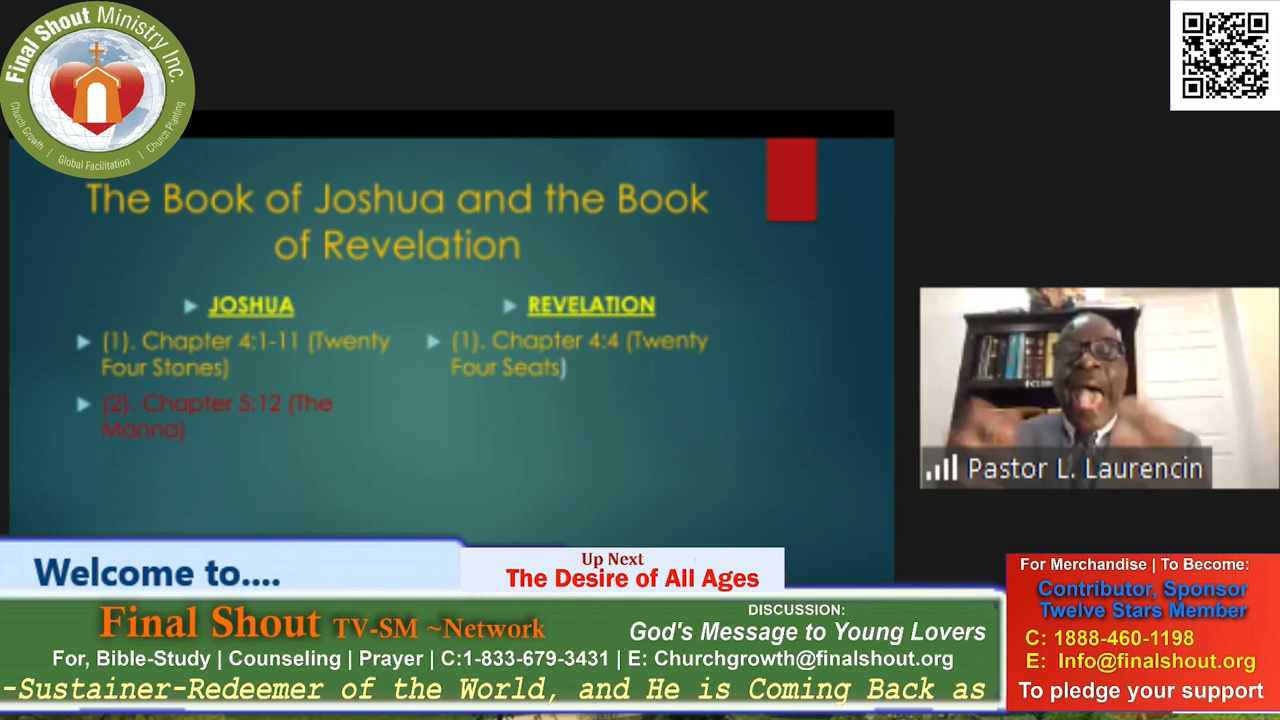 Final Shout Ministry Inc.
Church Growth | Global Facilitation | Church Planting
The Book of Joshua and the Book
of Revelation
JOSHUA
(1). Chapter 4:1-11 (Twenty
Four Stones)
(2). Chapter 5:12 (The
Manna)
REVELATION
(1). Chapter 4:4 (Twenty
Four Seats)
Pastor L. Laurencin
Welcome to....
Up Next
The Desire of All Ages
Final Shout TV-SM ~Network
DISCUSSION:
God's Message to Young Lovers
For, Bible-Study | Counseling | Prayer | C:1-833-679-3431 | E: Churchgrowth@finalshout.org
-Sustainer-Redeemer of the World, and He is Coming Back as
For Merchandise | To Become:
Contributor, Sponsor
Twelve Stars Member
C: 1888-460-1198
E: Info@finalshout.org
To pledge your support